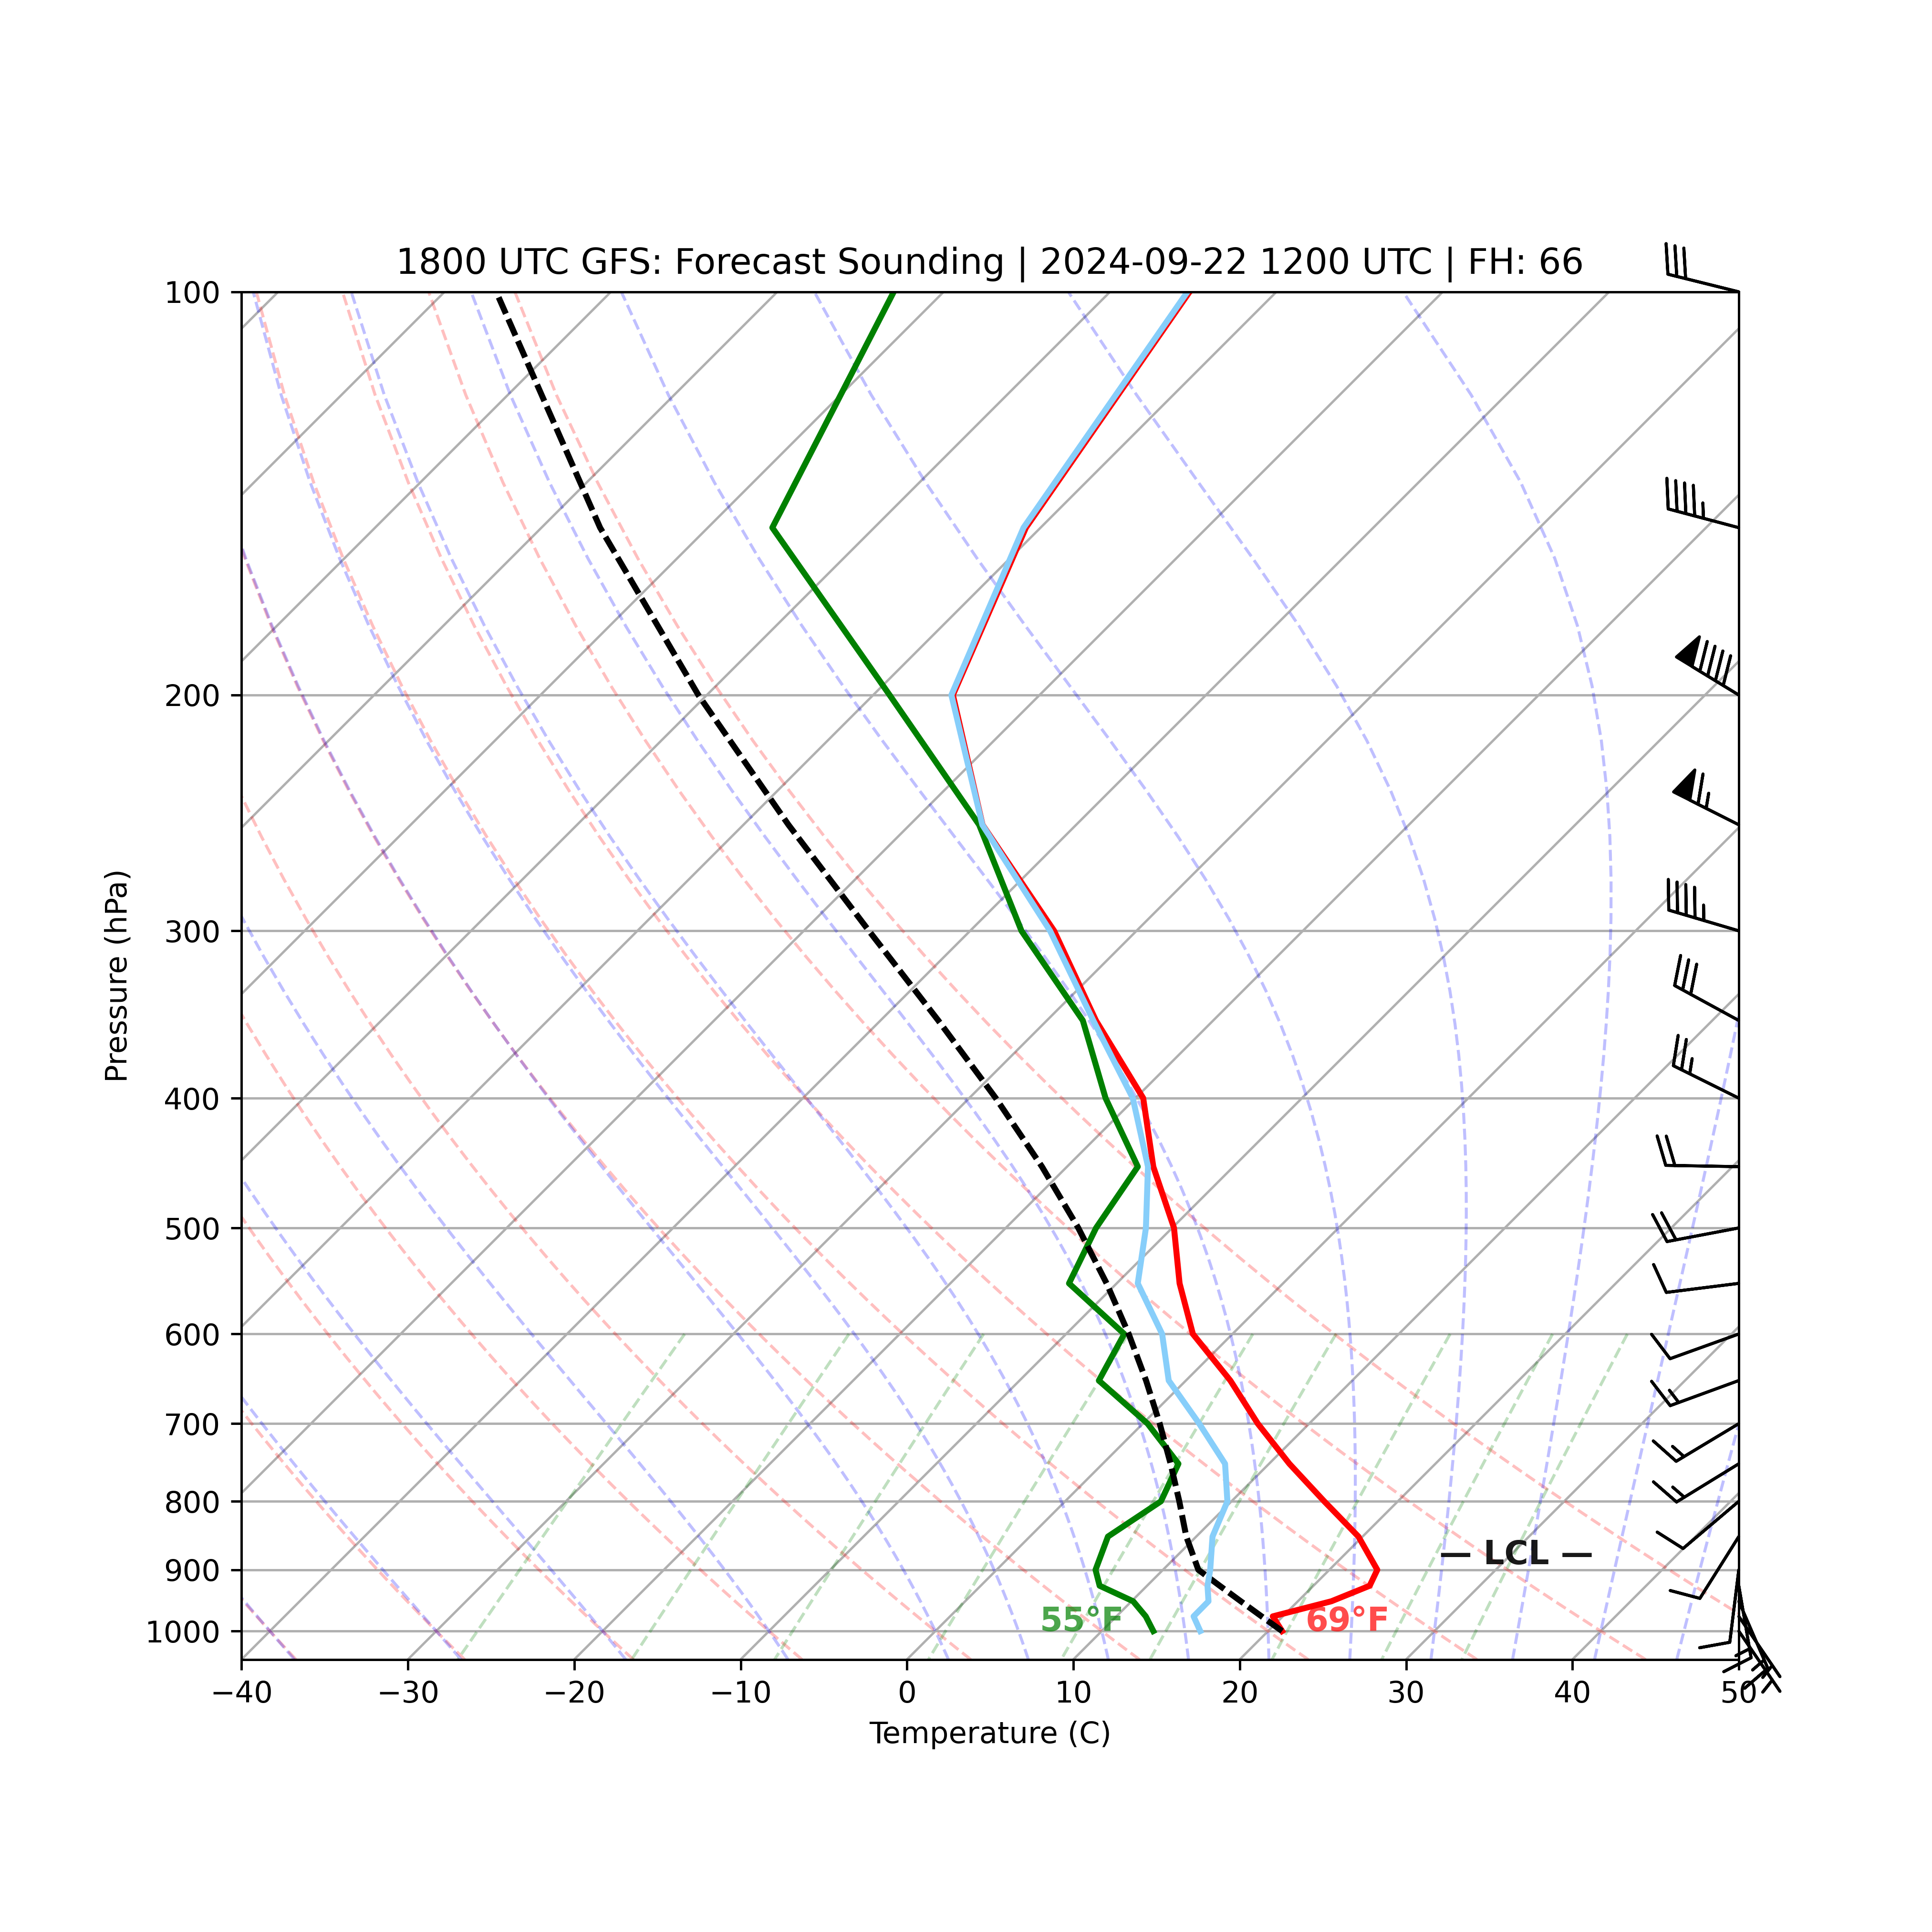 1800 UTC GFS: Forecast Sounding | 2024-09-22 1200 UTC | FH: 66
100
200
300
400
500
600
700
800
900
1000
Pressure (hPa)
— LCL —
55°F
69°F
−40 −30 −20 −10 0 10 20 30 40 50
Temperature (C)